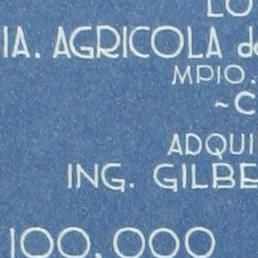 LO
IA. AGRICOLA de
MPIO.
~C
ADQUI
ING. GILBE
100,000